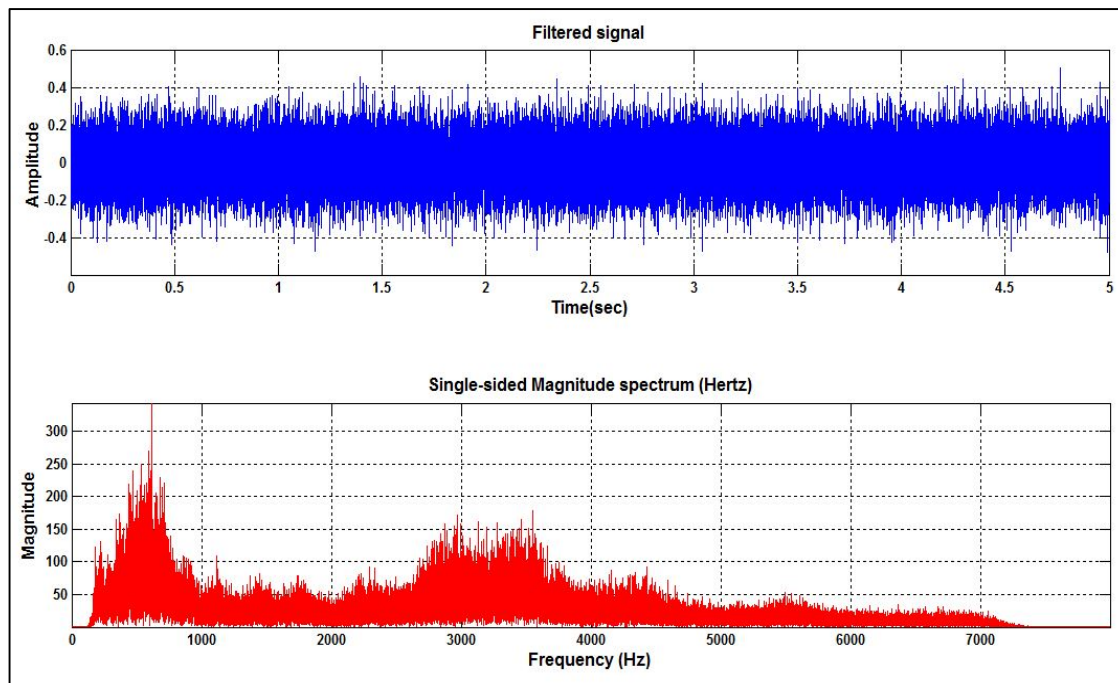 Filtered signal
0.6
0.4
0.2
0
-0.2
-0.4
Amplitude
0 0.5 1 1.5 2 2.5 3 3.5 4 4.5 5
Time(sec)
Single-sided Magnitude spectrum (Hertz)
300
250
200
150
100
50
Magnitude
0 1000 2000 3000 4000 5000 6000 7000
Frequency (Hz)